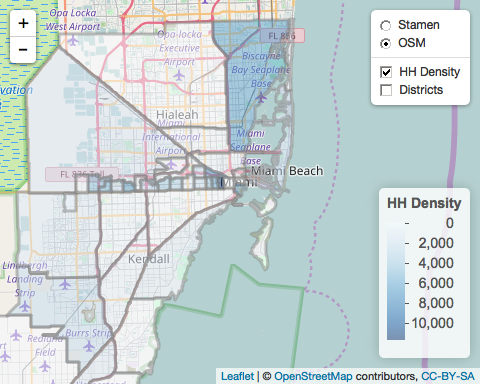 +
−
Opa Locka
West Airport
Opa-locka
Executive
Airport
FL 886
Biscayne
Bay Seaplane
Base
Hialeah
Miami
International
Airport
Miami
Seaplane
Base
FL 836 Toll
Miami
Miami Beach
Kendall
Lindbergh
Landing
Strip
Burrs Strip
Redland
Field
Homestead
Stamen
OSM
HH Density
Districts
HH Density
0
2,000
4,000
6,000
8,000
10,000
Leaflet | © OpenStreetMap contributors, CC-BY-SA